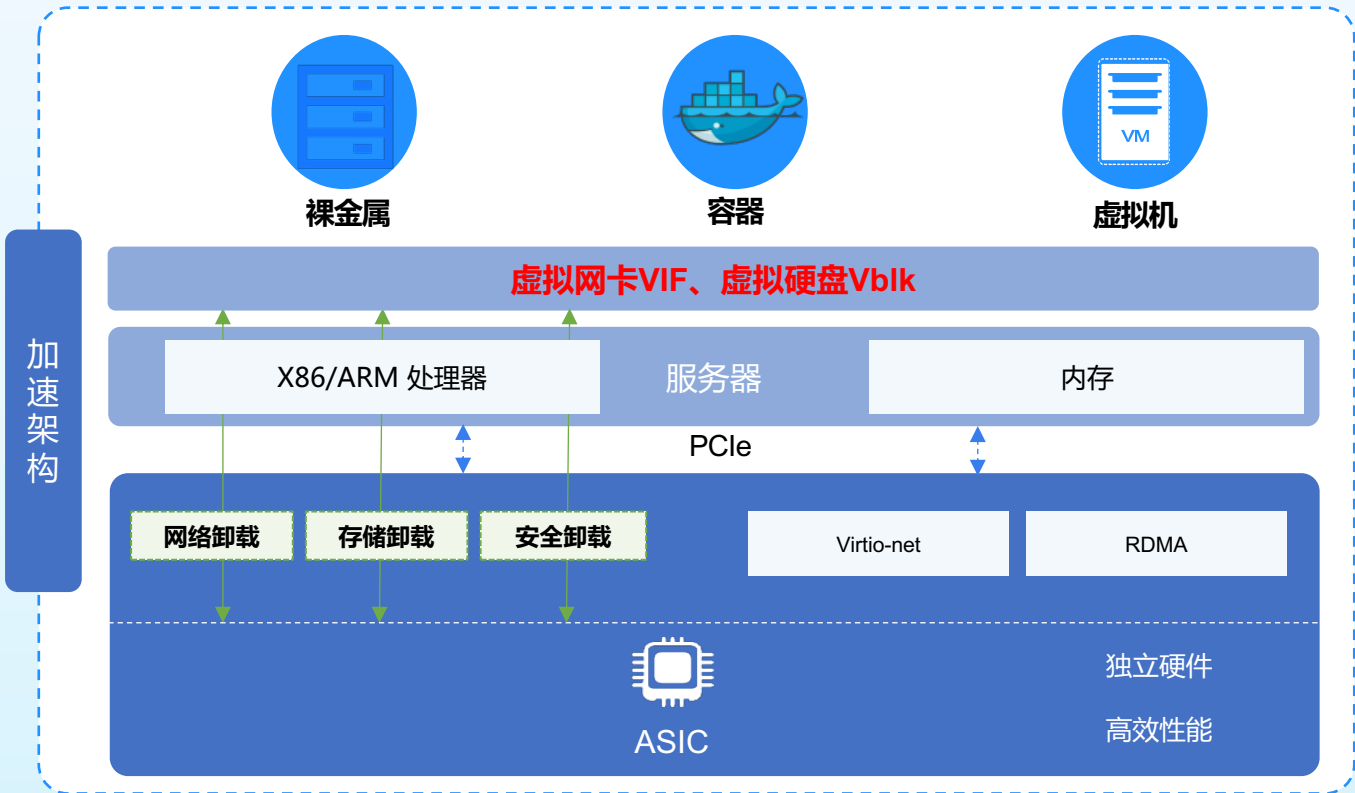 VM
裸金属
容器
虚拟机
加速架构
虚拟网卡VIF、虚拟硬盘Vblk
X86/ARM 处理器
服务器
内存
PCIe
网络卸载
存储卸载
安全卸载
Virtio-net
RDMA
ASIC
独立硬件
高效性能